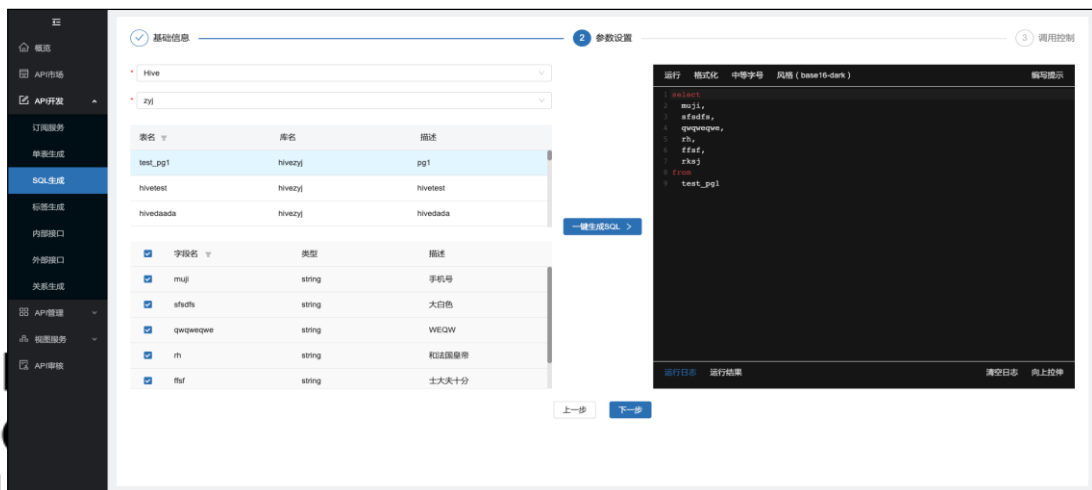 概览
API市场
API开发
订阅服务
单表生成
SQL生成
标签生成
内部接口
外部接口
关系生成
API管理
视图服务
API审核
基础信息
2 参数设置
3 调用控制
* Hive
* zyj
表名 库名 描述
test_pg1 hivezyj pg1
hivetest hivezyj hivetest
hivedaada hivezyj hivedada
字段名 类型 描述
muji string 手机号
sfsdfs string 大白色
qwqweqwe string WEQW
rh string 和法国皇帝
ffsf string 士大夫十分
一键生成SQL >
运行 格式化 中等字号 风格 ( base16-dark ) 编写提示
1 select
2 muji,
3 sfsdfs,
4 qwqweqwe,
5 rh,
6 ffsf,
7 rksj
8 from
9 test_pg1
运行日志 运行结果 清空日志 向上拉伸
上一步 下一步